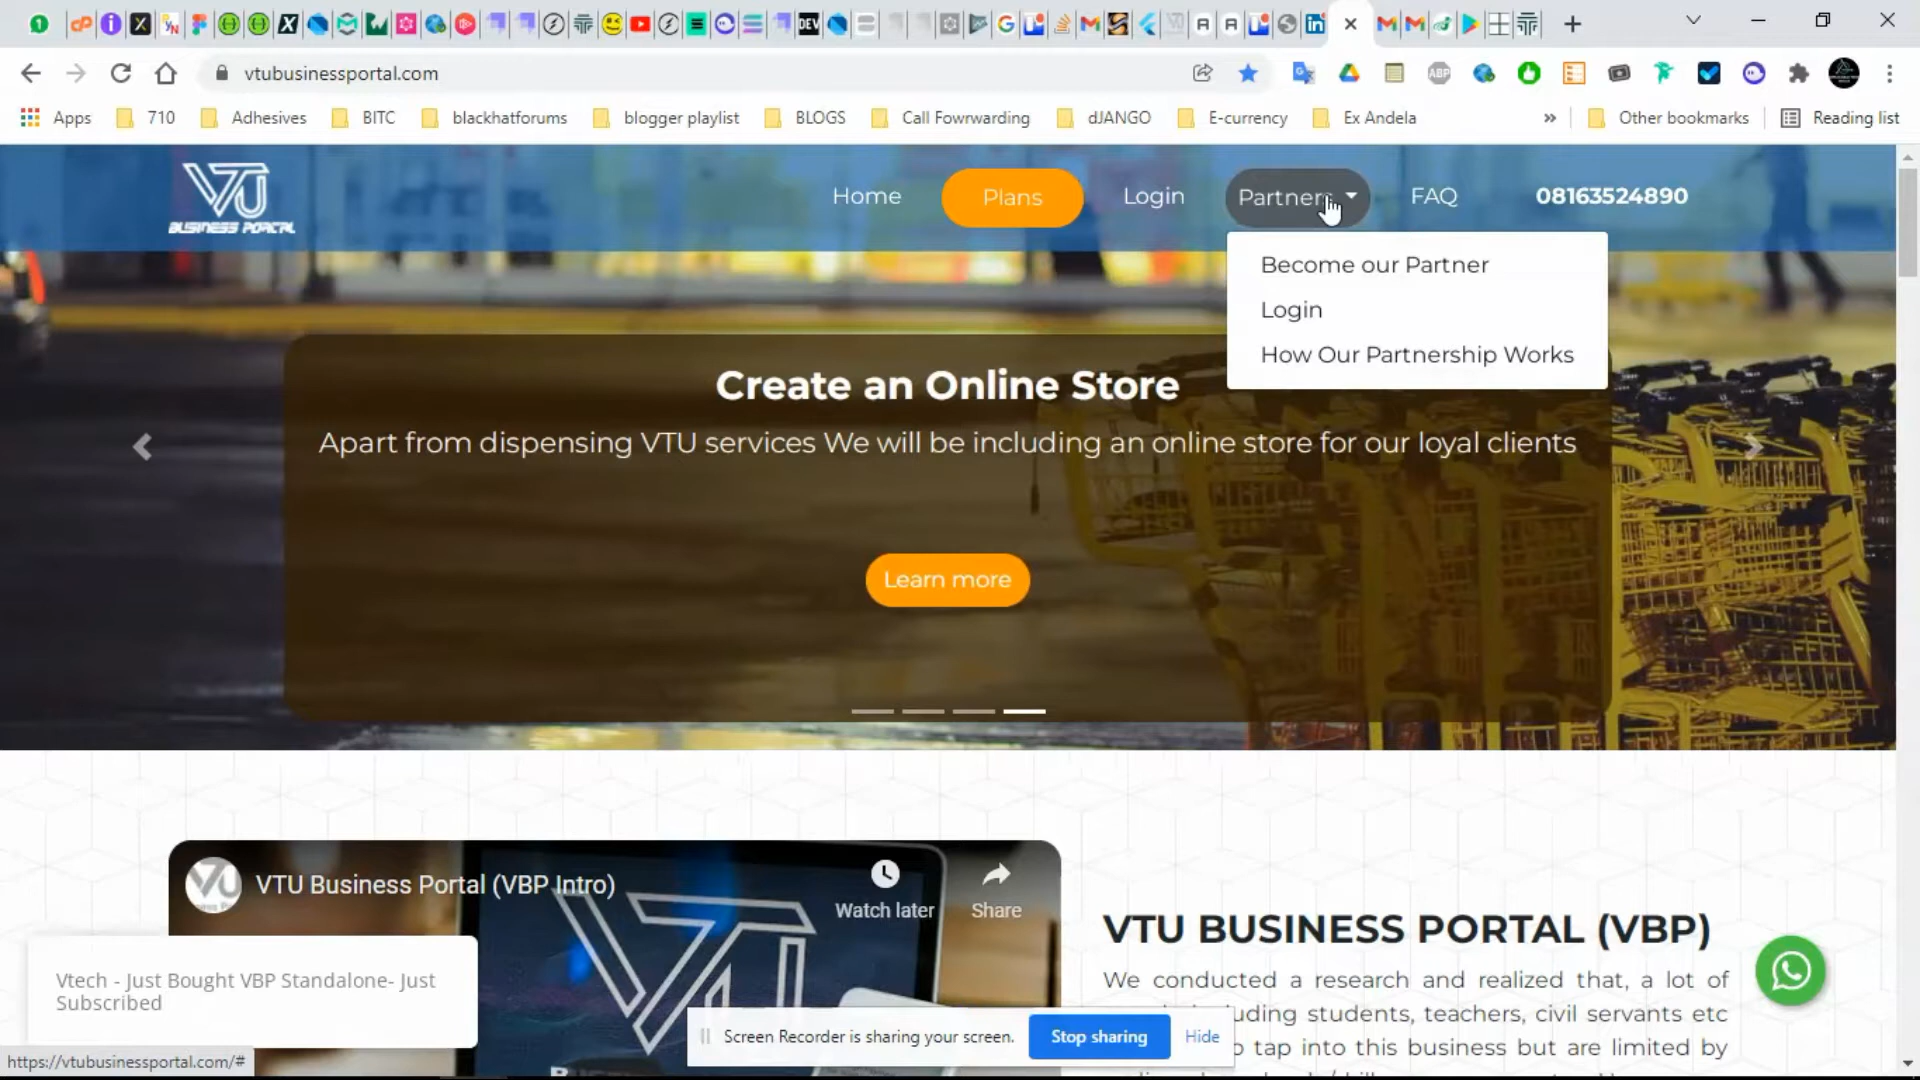 vtubusinessportal.com
ABP
Apps
710
Adhesives
BITC
blackhatforums
blogger playlist
BLOGS
Call Fowrwarding
dJANGO
E-currency
Ex Andela
»
Other bookmarks
Reading list
VTU
BUSINESS PORTAL
Home
Plans
Login
Partners
FAQ
08163524890
Become our Partner
Login
How Our Partnership Works
Create an Online Store
Apart from dispensing VTU services We will be including an online store for our loyal clients
Learn more
VTU Business Portal (VBP Intro)
Watch later
Share
VTU BUSINESS PORTAL (VBP)
We conducted a research and realized that, a lot of
uding students, teachers, civil servants etc
tap into this business but are limited by
Vtech - Just Bought VBP Standalone- Just
Subscribed
Screen Recorder is sharing your screen.
Stop sharing
Hide
https://vtubusinessportal.com/#